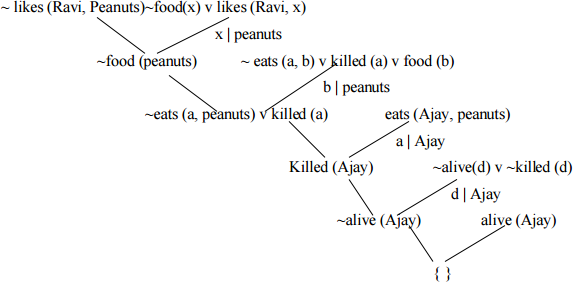 ~ likes (Ravi, Peanuts)~food(x) v likes (Ravi, x)
x | peanuts
~food (peanuts) ~ eats (a, b) v killed (a) v food (b)
b | peanuts
~eats (a, peanuts) v killed (a) eats (Ajay, peanuts)
a | Ajay
Killed (Ajay) ~alive(d) v ~killed (d)
d | Ajay
~alive (Ajay) alive (Ajay)
{ }